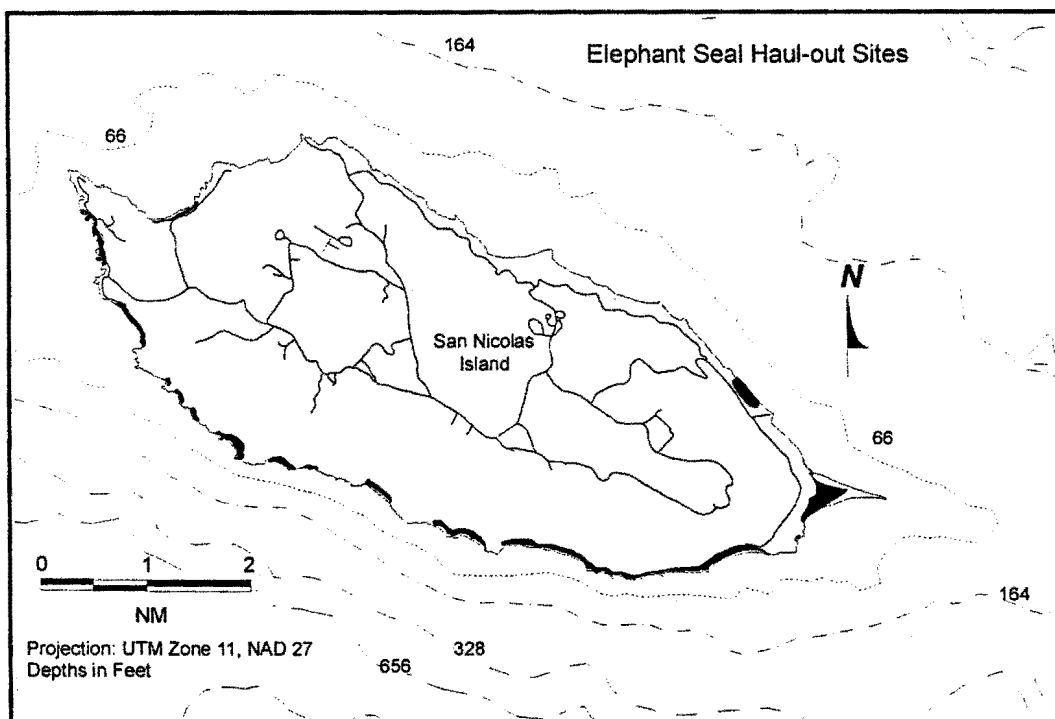 164
Elephant Seal Haul-out Sites
66
N
San Nicolas
Island
66
0 1 2
NM
164
Projection: UTM Zone 11, NAD 27
Depths in Feet
328
656